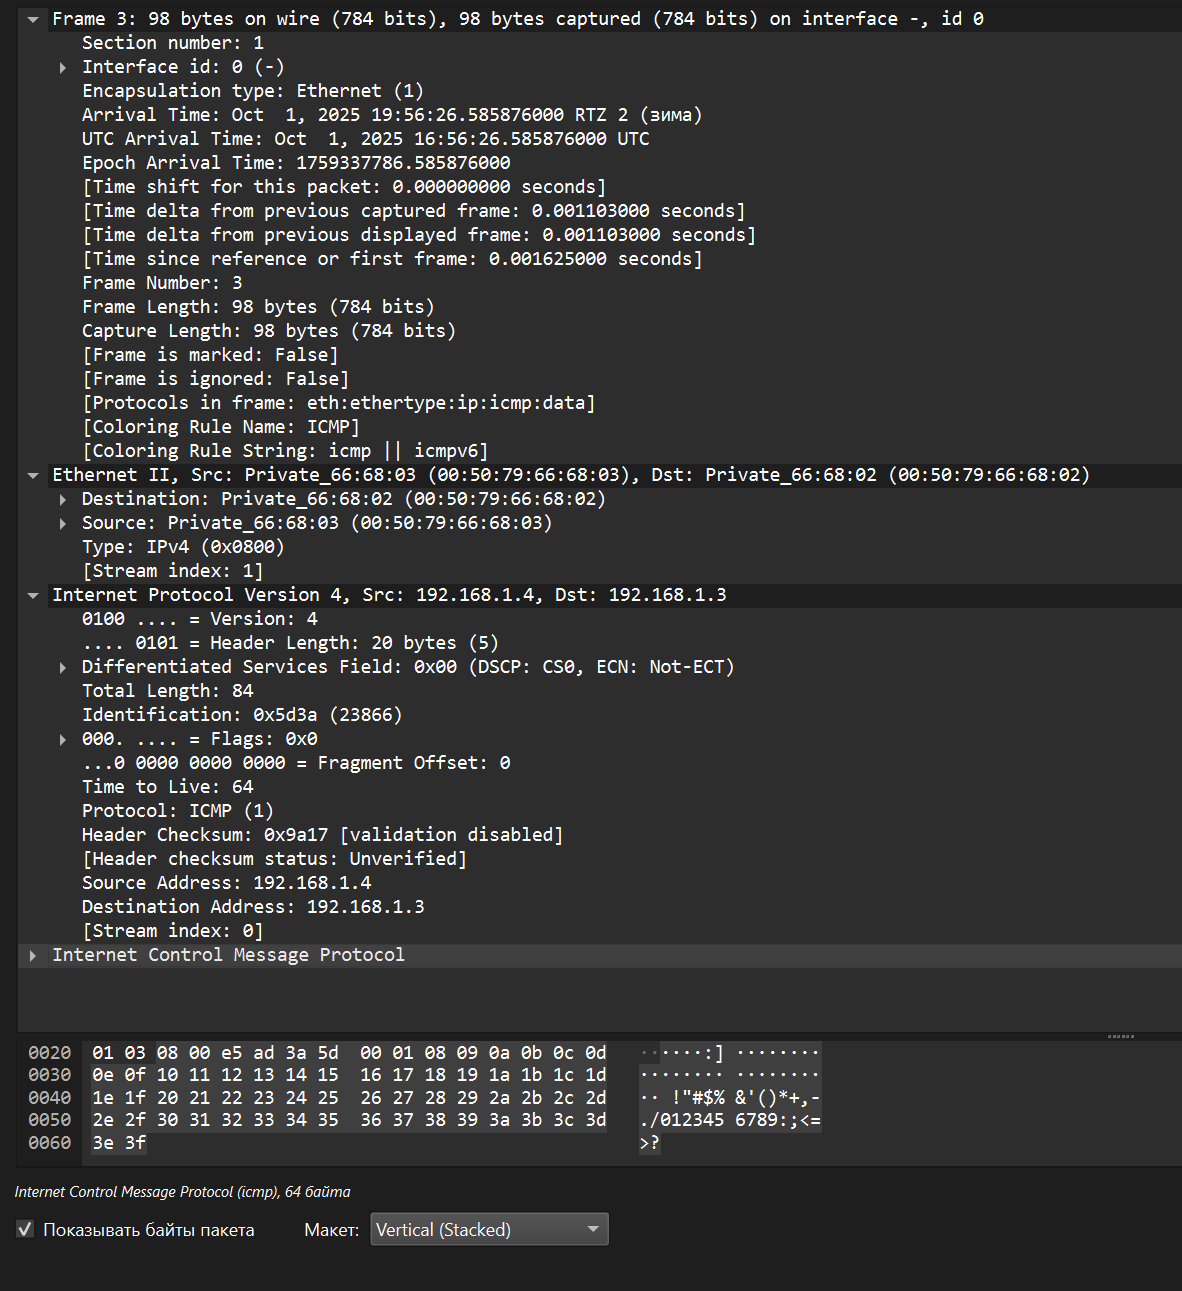 Frame 3: 98 bytes on wire (784 bits), 98 bytes captured (784 bits) on interface -, id 0
Section number: 1
Interface id: 0 (-)
Encapsulation type: Ethernet (1)
Arrival Time: Oct  1, 2025 19:56:26.585876000 RTZ 2 (зима)
UTC Arrival Time: Oct  1, 2025 16:56:26.585876000 UTC
Epoch Arrival Time: 1759337786.585876000
[Time shift for this packet: 0.000000000 seconds]
[Time delta from previous captured frame: 0.001103000 seconds]
[Time delta from previous displayed frame: 0.001103000 seconds]
[Time since reference or first frame: 0.001625000 seconds]
Frame Number: 3
Frame Length: 98 bytes (784 bits)
Capture Length: 98 bytes (784 bits)
[Frame is marked: False]
[Frame is ignored: False]
[Protocols in frame: eth:ethertype:ip:icmp:data]
[Coloring Rule Name: ICMP]
[Coloring Rule String: icmp || icmpv6]
Ethernet II, Src: Private_66:68:03 (00:50:79:66:68:03), Dst: Private_66:68:02 (00:50:79:66:68:02)
Destination: Private_66:68:02 (00:50:79:66:68:02)
Source: Private_66:68:03 (00:50:79:66:68:03)
Type: IPv4 (0x0800)
[Stream index: 1]
Internet Protocol Version 4, Src: 192.168.1.4, Dst: 192.168.1.3
0100 .... = Version: 4
.... 0101 = Header Length: 20 bytes (5)
Differentiated Services Field: 0x00 (DSCP: CS0, ECN: Not-ECT)
Total Length: 84
Identification: 0x5d3a (23866)
000. .... = Flags: 0x0
...0 0000 0000 0000 = Fragment Offset: 0
Time to Live: 64
Protocol: ICMP (1)
Header Checksum: 0x9a17 [validation disabled]
[Header checksum status: Unverified]
Source Address: 192.168.1.4
Destination Address: 192.168.1.3
[Stream index: 0]
Internet Control Message Protocol
0020 01 03 08 00 e5 ad 3a 5d  00 01 08 09 0a 0b 0c 0d ······:] ········
0030 0e 0f 10 11 12 13 14 15  16 17 18 19 1a 1b 1c 1d ········ ········
0040 1e 1f 20 21 22 23 24 25  26 27 28 29 2a 2b 2c 2d ·· !"#$% &'()*+,-
0050 2e 2f 30 31 32 33 34 35  36 37 38 39 3a 3b 3c 3d ./012345 6789:;<=
0060 3e 3f >?
Internet Control Message Protocol (icmp), 64 байта
Показывать байты пакета Макет: Vertical (Stacked)